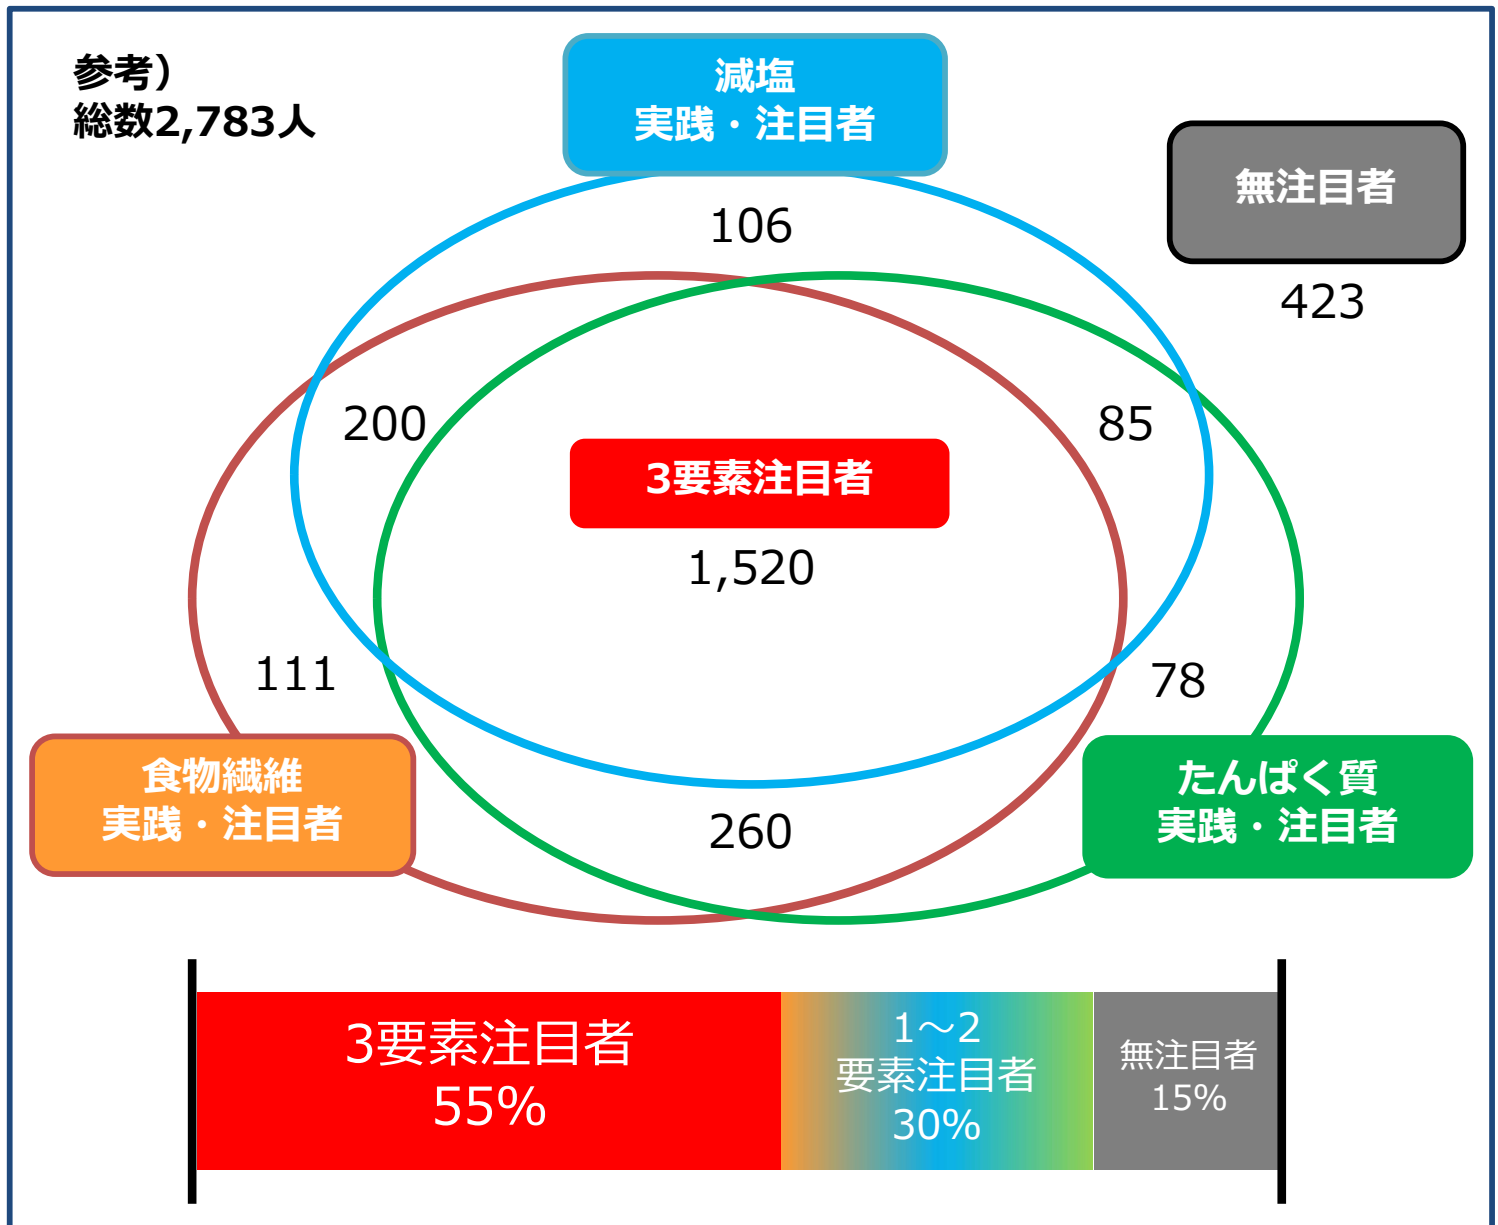 参考）
総数2,783人
減塩
実践・注目者
無注目者
423
106
200
85
3要素注目者
1,520
111
78
食物繊維
実践・注目者
たんぱく質
実践・注目者
260
3要素注目者
55%
1～2
要素注目者
30%
無注目者
15%